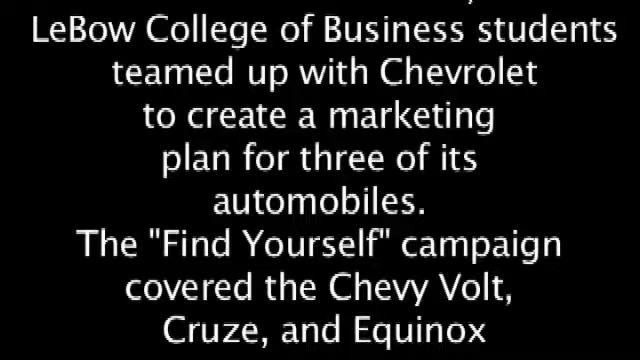 LeBow College of Business students
teamed up with Chevrolet
to create a marketing
plan for three of its
automobiles.
The "Find Yourself" campaign
covered the Chevy Volt,
Cruze, and Equinox